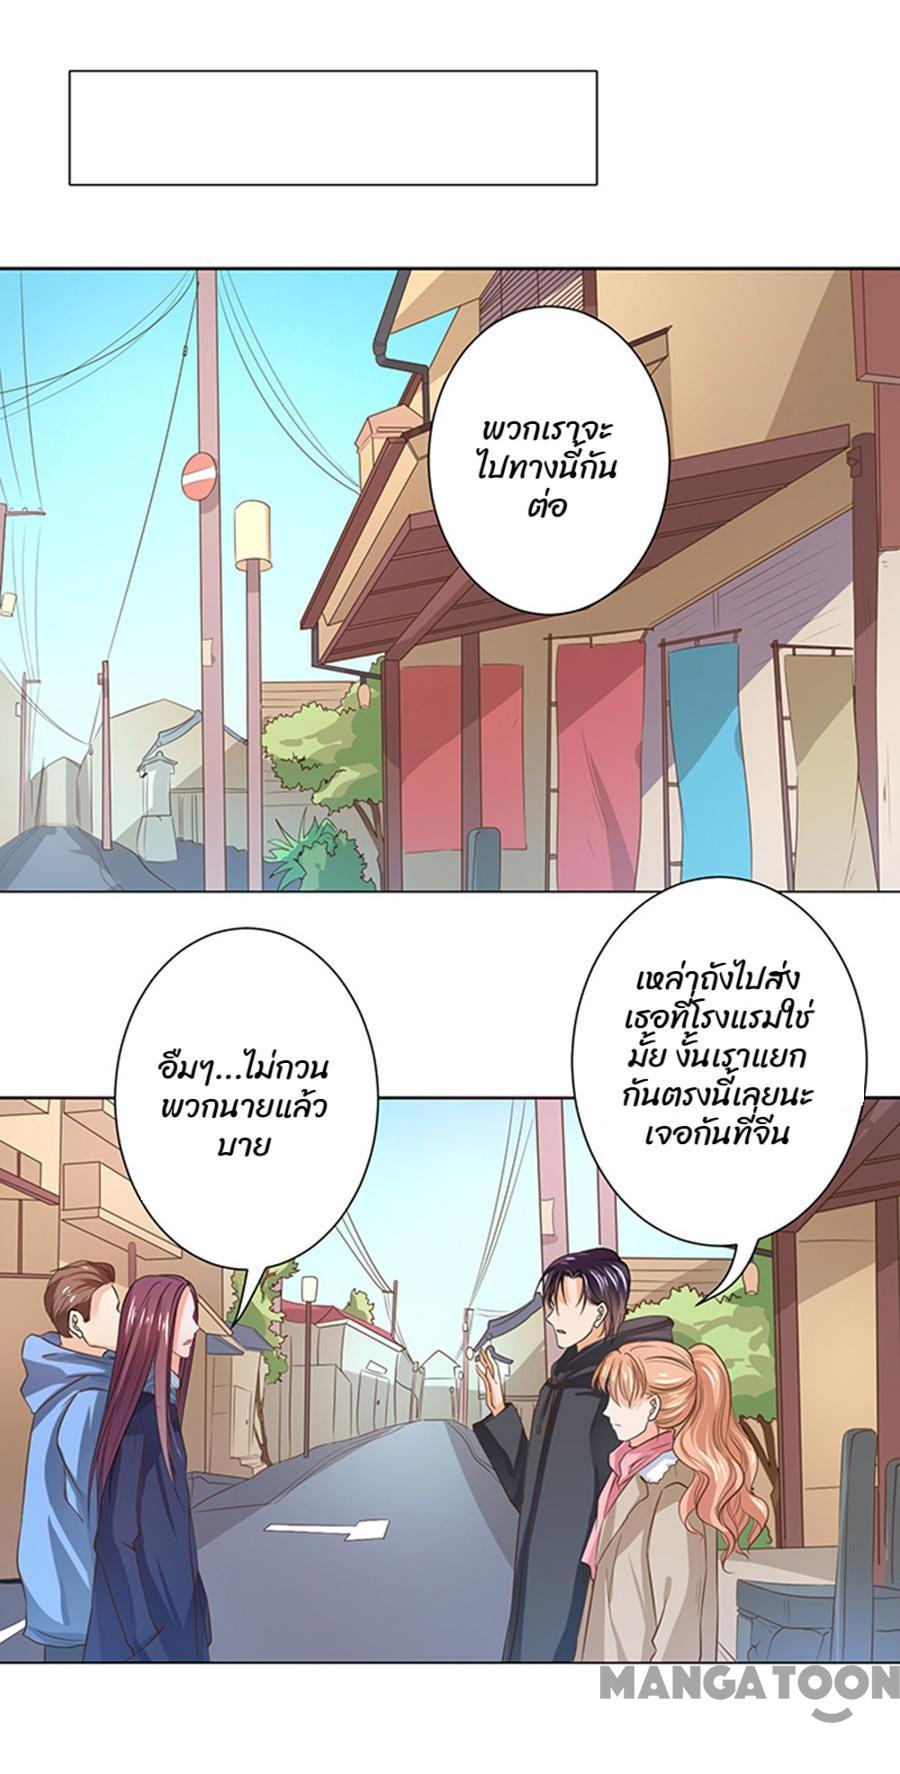 พวกเราจะ
ไปทางนี้กัน
ต่อ
เหล่าถังไปส่ง
เธอที่โรงแรมใช่
มั้ย งั้นเราแยก
กันตรงนี้เลยนะ
เจอกันที่จีน
อืมๆ...ไม่กวน
พวกนายแล้ว
บาย
MANGATOON